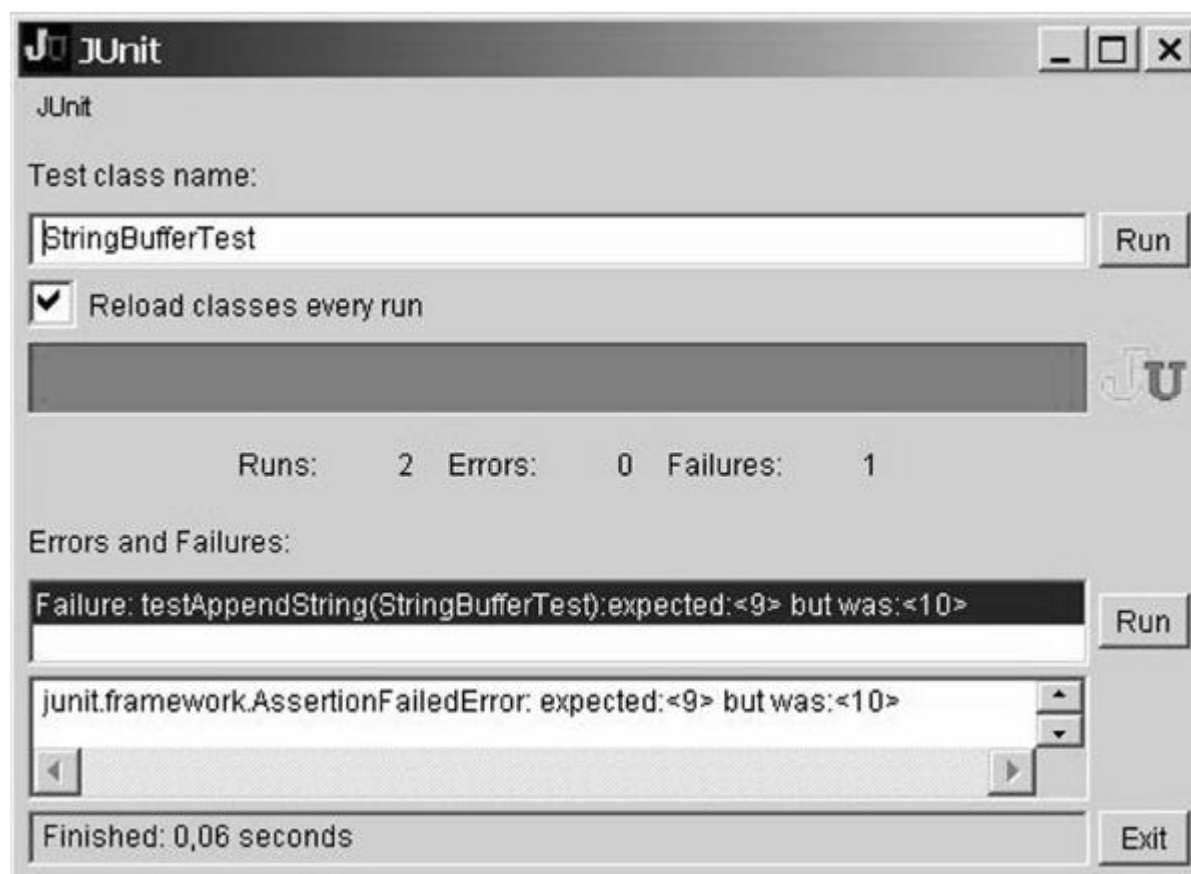 JU JUnit
JUnit
Test class name:
StringBufferTest
Run
Reload classes every run
JU
Runs: 2 Errors: 0 Failures: 1
Errors and Failures:
Failure: testAppendString(StringBufferTest):expected:<9> but was:<10>
Run
junit.framework.AssertionFailedError: expected:<9> but was:<10>
Finished: 0,06 seconds
Exit